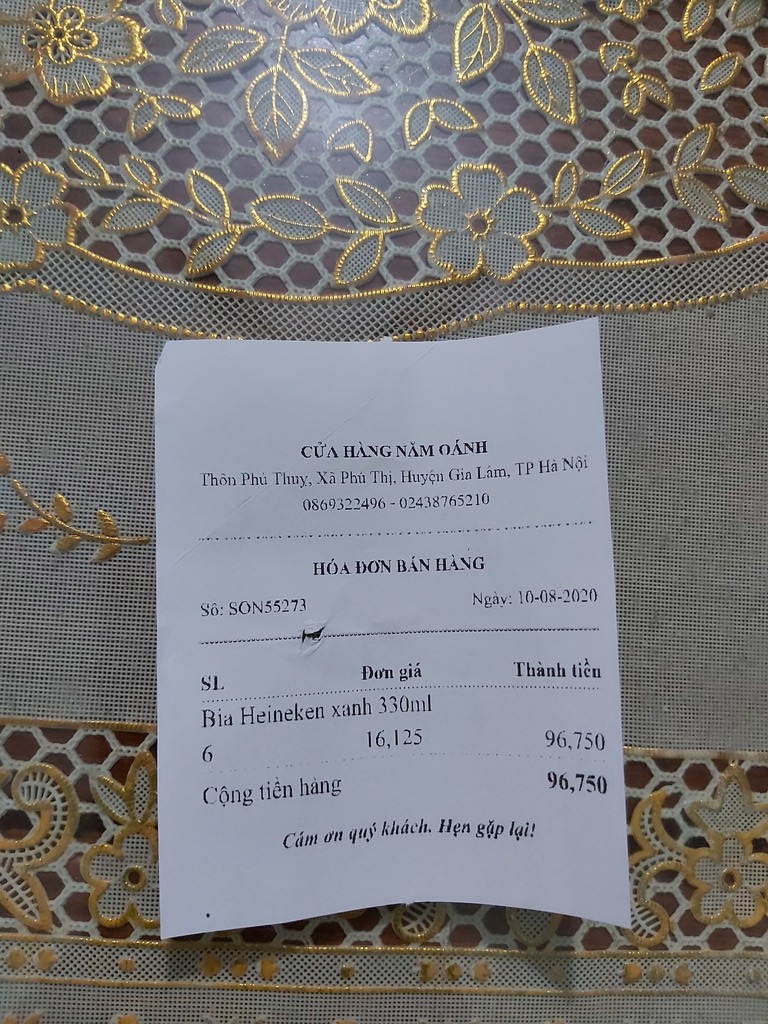 CỬA HÀNG NĂM OÁNH
Thôn Phú Thuỵ, Xã Phú Thị, Huyện Gia Lâm, TP Hà Nội
0869322496 - 02438765210
HÓA ĐƠN BÁN HÀNG
Số: SON55273 Ngày: 10-08-2020
SL Đơn giá Thành tiền
Bia Heineken xanh 330ml
6 16,125 96,750
Cộng tiền hàng 96,750
Cám ơn quý khách. Hẹn gặp lại!